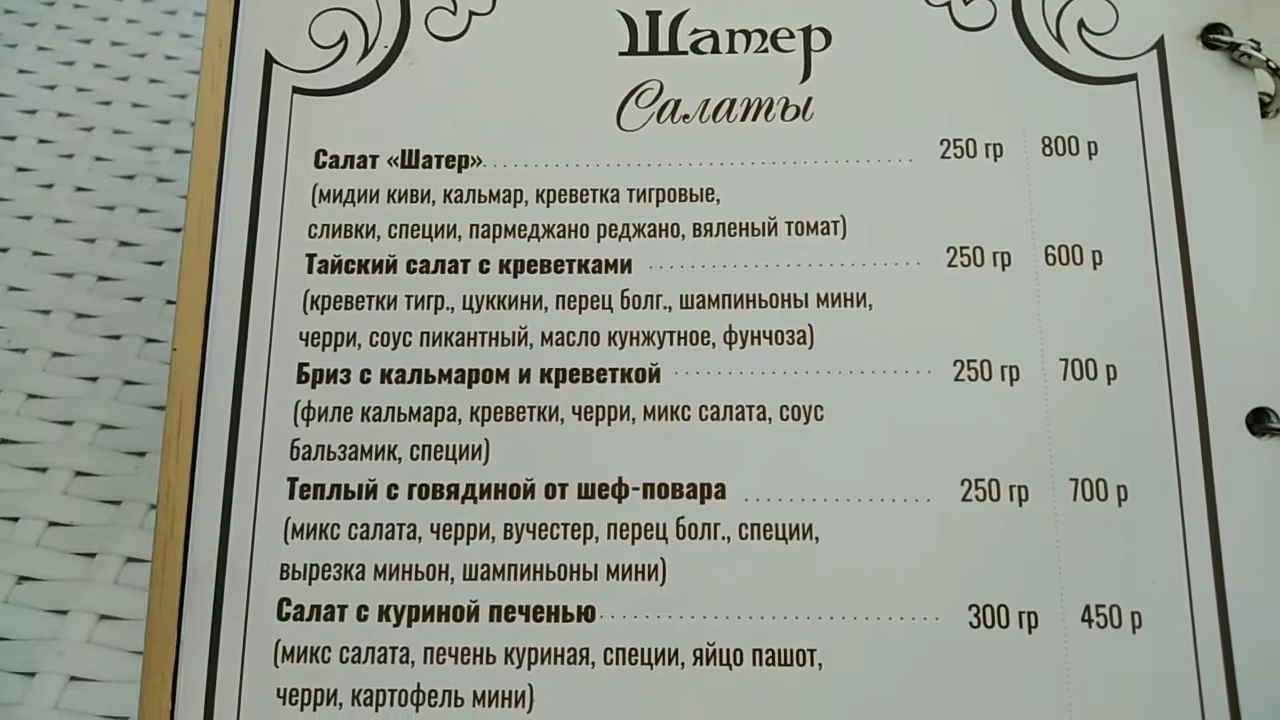 Шатер
Салаты
Салат «Шатер» 250 гр 800 р
(мидии киви, кальмар, креветка тигровые,
сливки, специи, пармеджано реджано, вяленый томат)
Тайский салат с креветками 250 гр 600 р
(креветки тигр., цуккини, перец болг., шампиньоны мини,
черри, соус пикантный, масло кунжутное, фунчоза)
Бриз с кальмаром и креветкой 250 гр 700 р
(филе кальмара, креветки, черри, микс салата, соус
бальзамик, специи)
Теплый с говядиной от шеф-повара 250 гр 700 р
(микс салата, черри, вучестер, перец болг., специи,
вырезка миньон, шампиньоны мини)
Салат с куриной печенью 300 гр 450 р
(микс салата, печень куриная, специи, яйцо пашот,
черри, картофель мини)